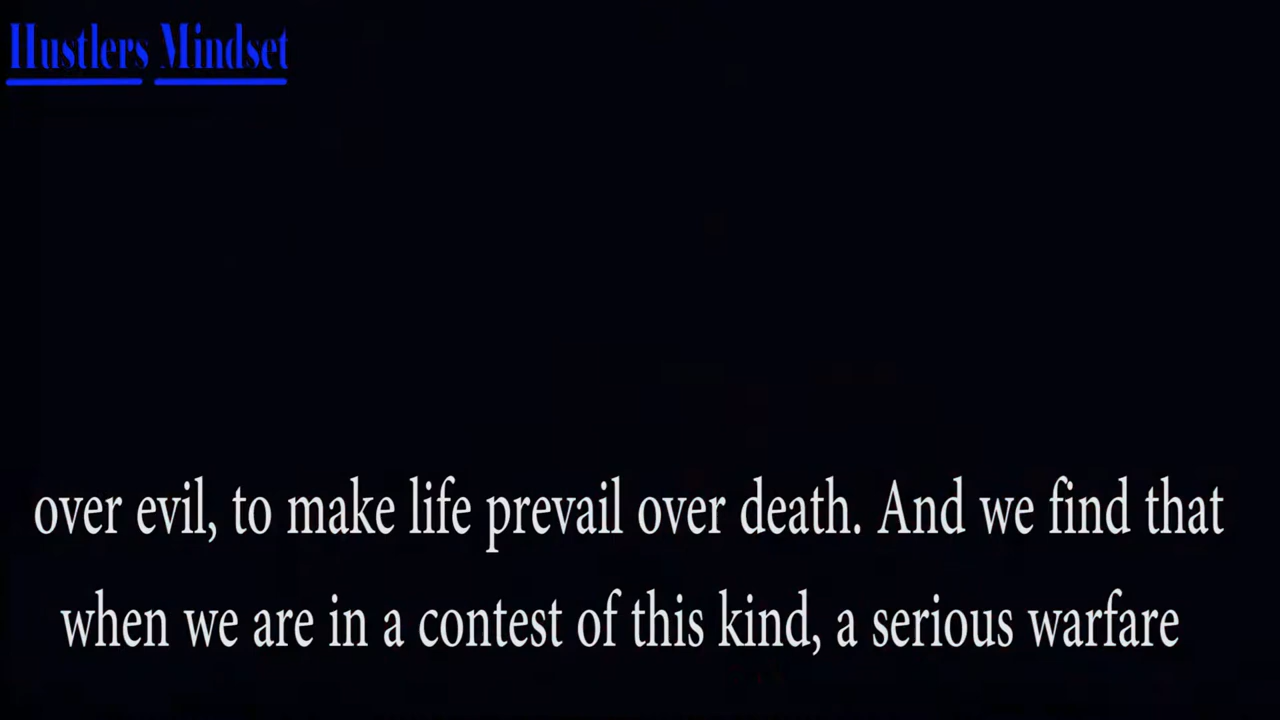 Hustlers Mindset
over evil, to make life prevail over death. And we find that
when we are in a contest of this kind, a serious warfare